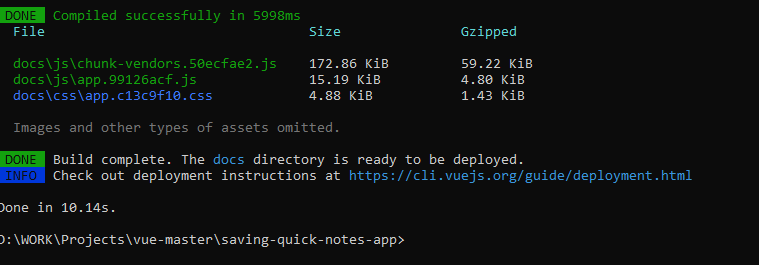 DONE Compiled successfully in 5998ms
File Size Gzipped
docs\js\chunk-vendors.50ecfae2.js 172.86 KiB 59.22 KiB
docs\js\app.99126acf.js 15.19 KiB 4.80 KiB
docs\css\app.c13c9f10.css 4.88 KiB 1.43 KiB
Images and other types of assets omitted.
DONE Build complete. The docs directory is ready to be deployed.
INFO Check out deployment instructions at https://cli.vuejs.org/guide/deployment.html
Done in 10.14s.
D:\WORK\Projects\vue-master\saving-quick-notes-app>